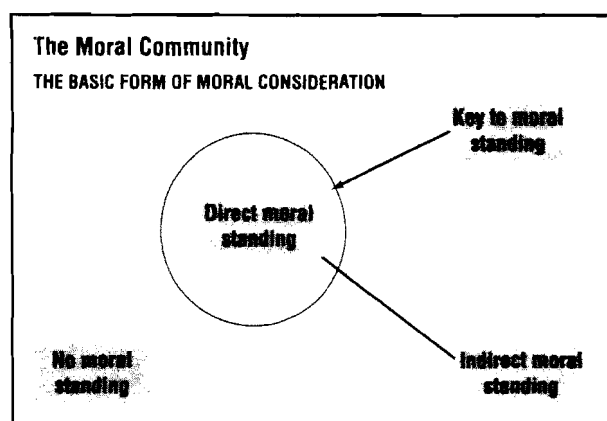 The Moral Community
THE BASIC FORM OF MORAL CONSIDERATION
Key to moral
standing
Direct moral
standing
No moral
standing
Indirect moral
standing